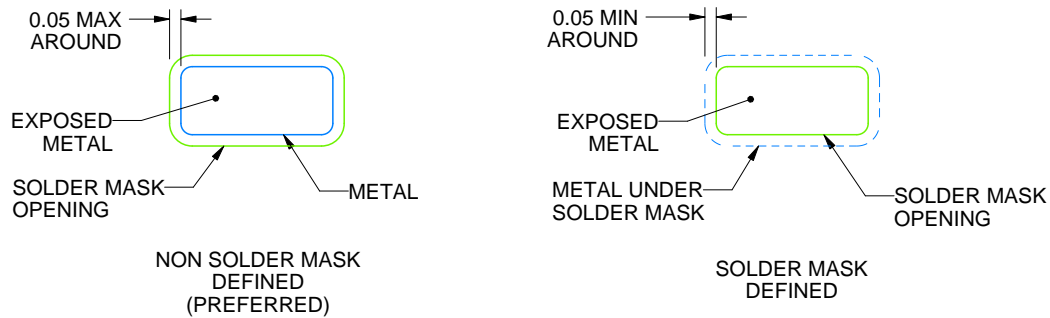 0.05 MAX
AROUND
EXPOSED
METAL
SOLDER MASK
OPENING
METAL
NON SOLDER MASK
DEFINED
(PREFERRED)
0.05 MIN
AROUND
EXPOSED
METAL
METAL UNDER
SOLDER MASK
SOLDER MASK
OPENING
SOLDER MASK
DEFINED